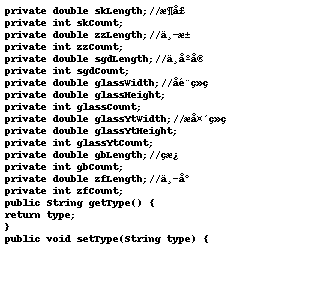 private double skLength;//æ¶å£
private int skCount;
private double zzLength;//ä¸­æ±
private int zzCount;
private double sgdLength;//ä¸åºå®
private int sgdCount;
private double glassWidth;//åé¨ç»ç
private double glassHeight;
private int glassCount;
private double glassYtWidth;//æå¤´ç»ç
private double glassYtHeight;
private int glassYtCount;
private double gbLength;//çæ¿
private int gbCount;
private double zfLength;//ä¸­å°
private int zfCount;
public String getType() {
return type;
}
public void setType(String type) {